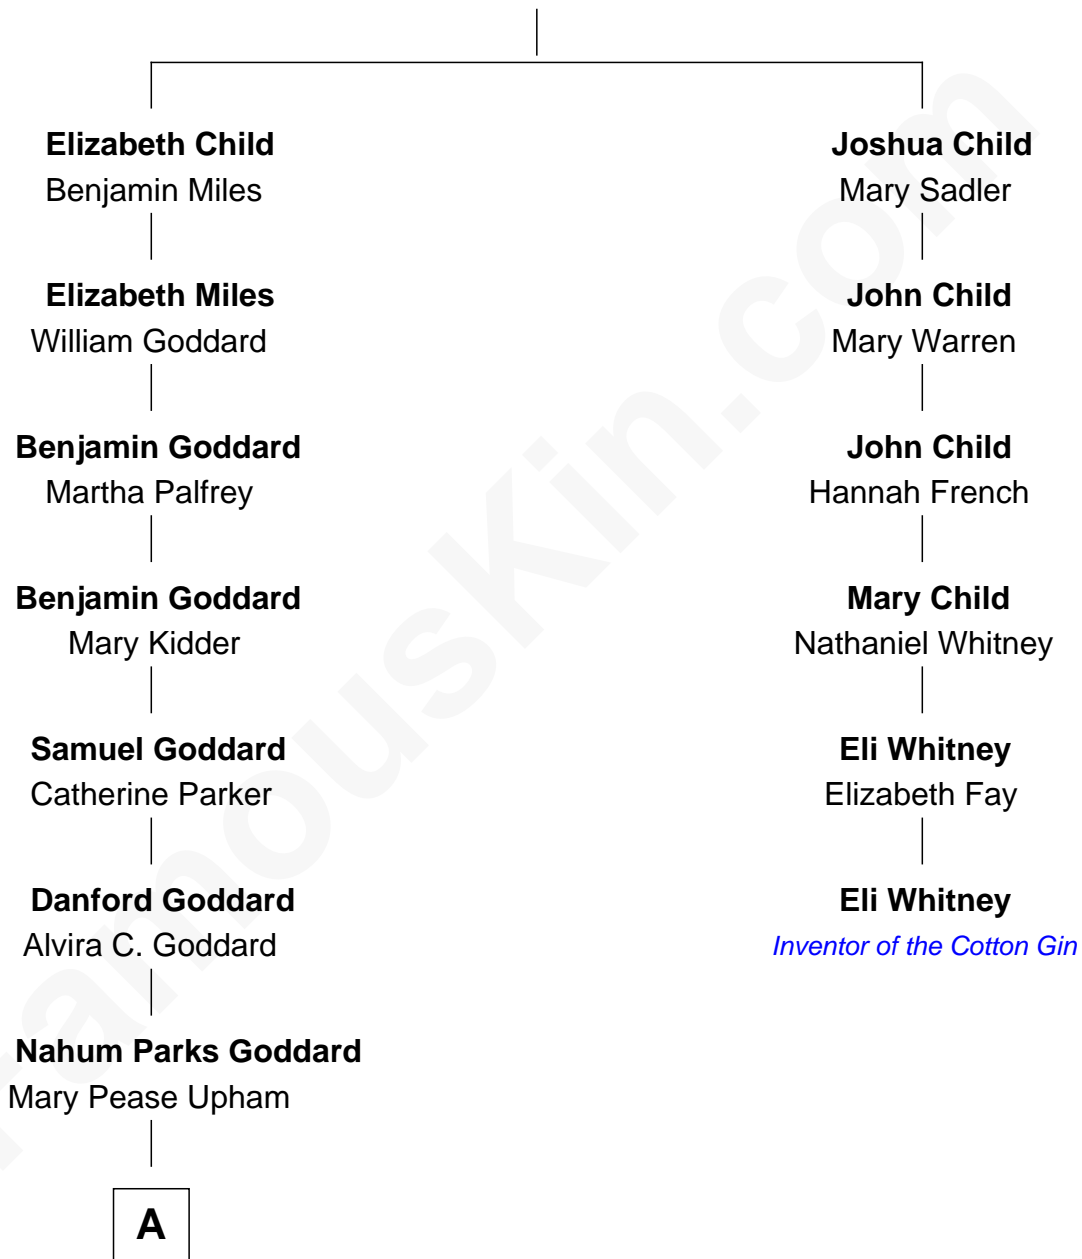 Elizabeth Child
Benjamin Miles
Elizabeth Miles
William Goddard
Benjamin Goddard
Martha Palfrey
Benjamin Goddard
Mary Kidder
Samuel Goddard
Catherine Parker
Danford Goddard
Alvira C. Goddard
Nahum Parks Goddard
Mary Pease Upham
A
Joshua Child
Mary Sadler
John Child
Mary Warren
John Child
Hannah French
Mary Child
Nathaniel Whitney
Eli Whitney
Elizabeth Fay
Eli Whitney
Inventor of the Cotton Gin
FamousKin.com